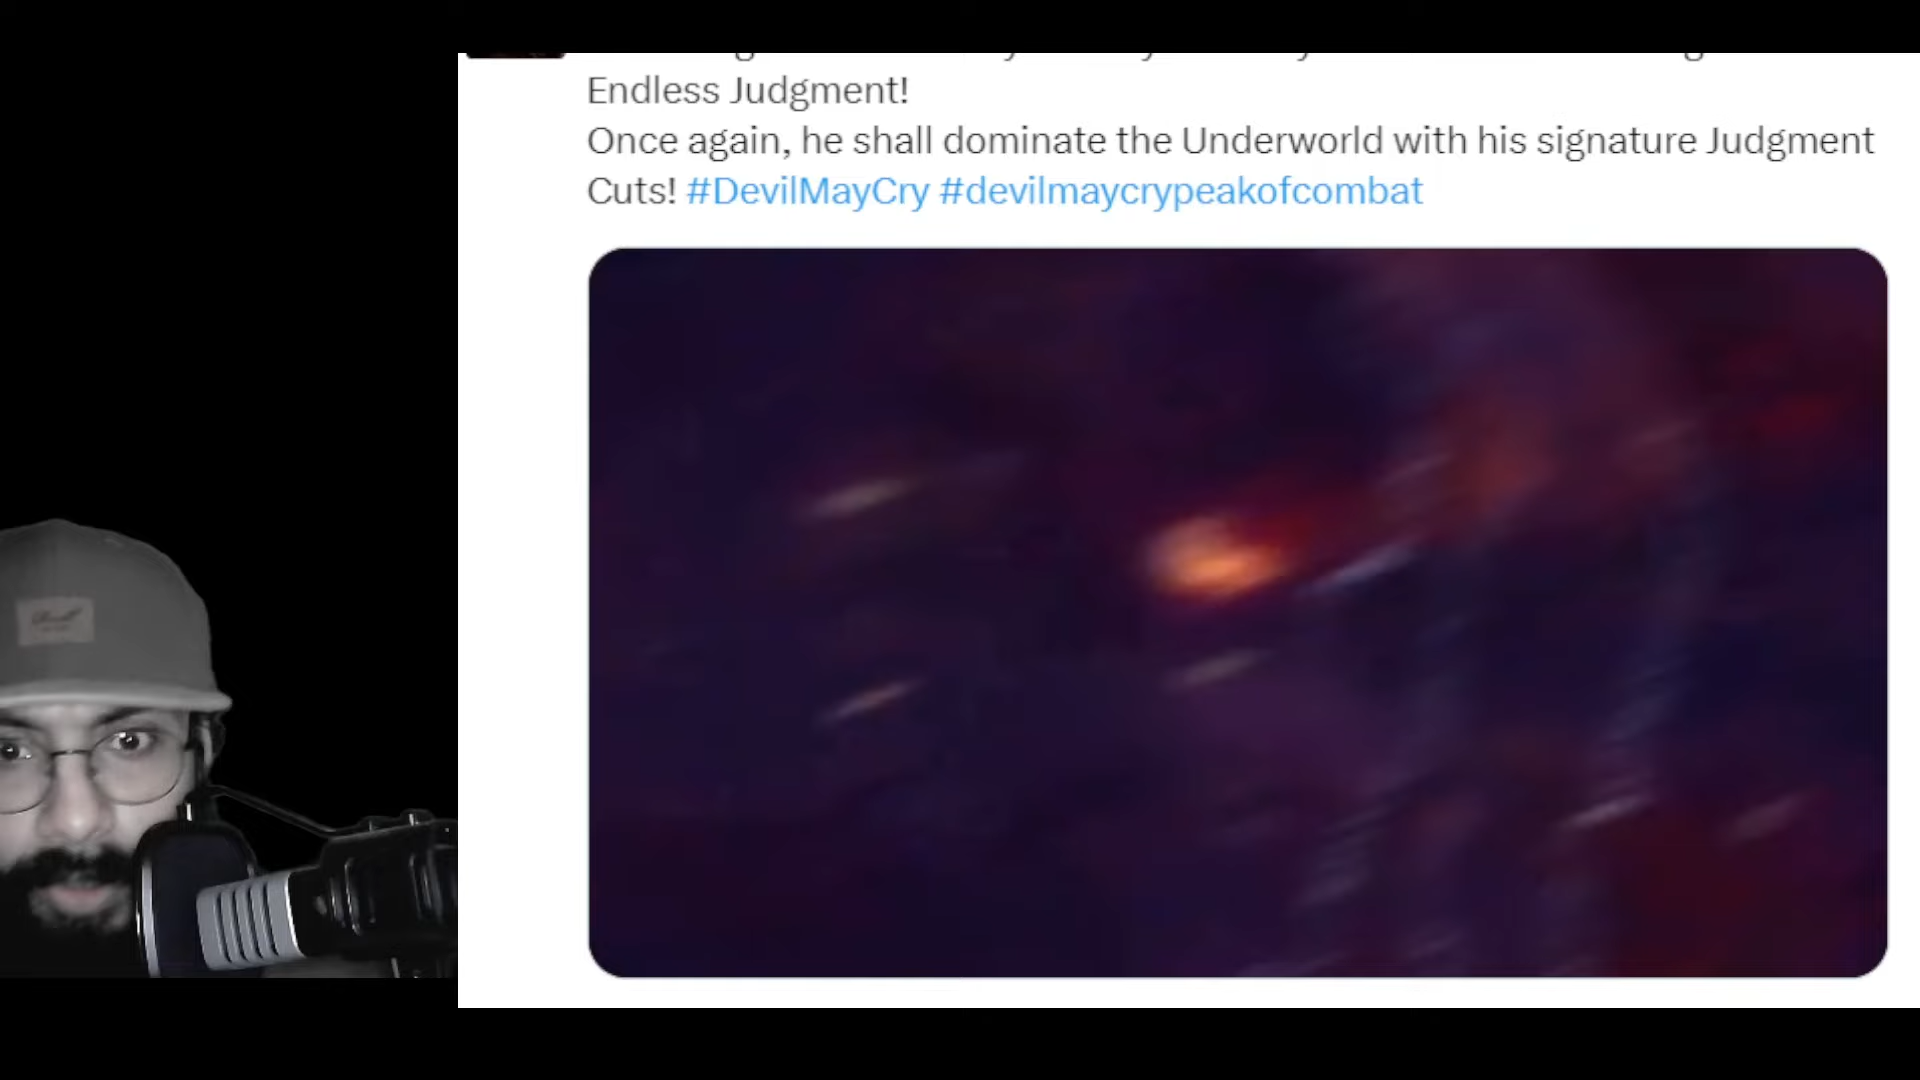 Endless Judgment!
Once again, he shall dominate the Underworld with his signature Judgment
Cuts! #DevilMayCry #devilmaycrypeakofcombat